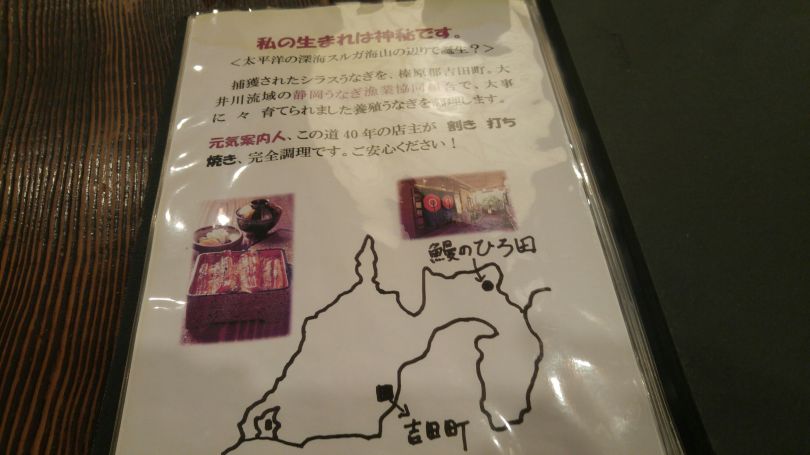 私の生まれは神秘です。
<太平洋の深海スルガ海山の辺りで誕生？>
捕獲されたシラスうなぎを、榛原郡吉田町。大
井川流域の静岡うなぎ漁業協同組合で、大事
に 々 育てられました養殖うなぎを調理します。
元気案内人、この道 40 年の店主が 割き 打ち
焼き、完全調理です。ご安心ください！
鰻のひろ田
吉田町